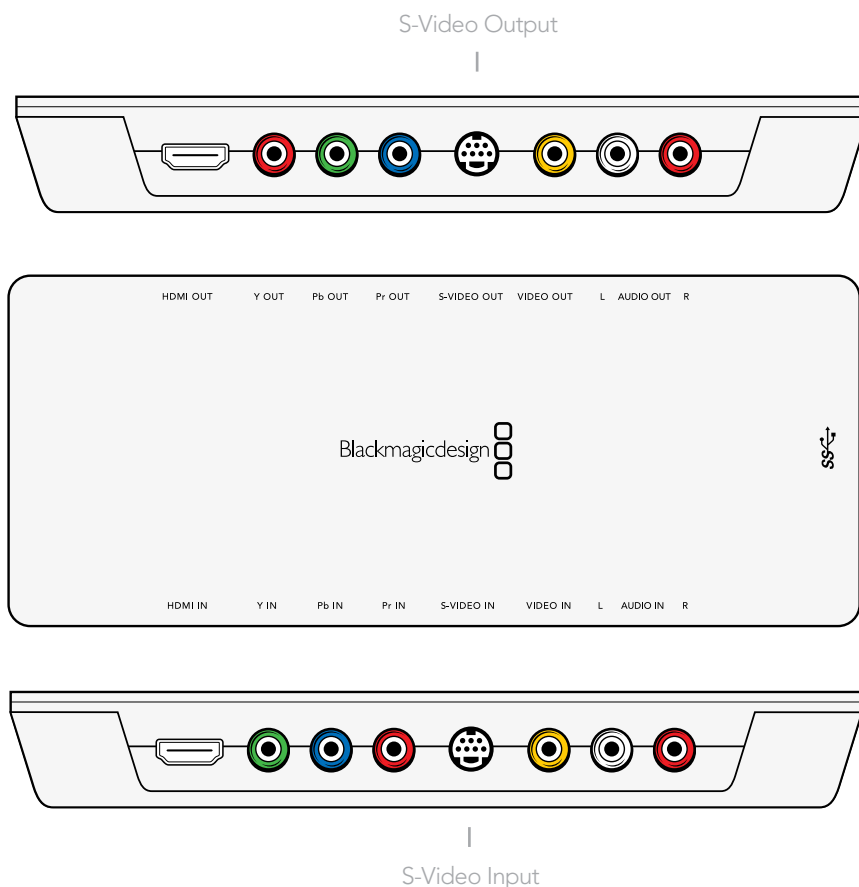 S-Video Output
HDMI OUT Y OUT Pb OUT Pr OUT S-VIDEO OUT VIDEO OUT L AUDIO OUT R
Blackmagicdesign
SS
HDMI IN Y IN Pb IN Pr IN S-VIDEO IN VIDEO IN L AUDIO IN R
S-Video Input